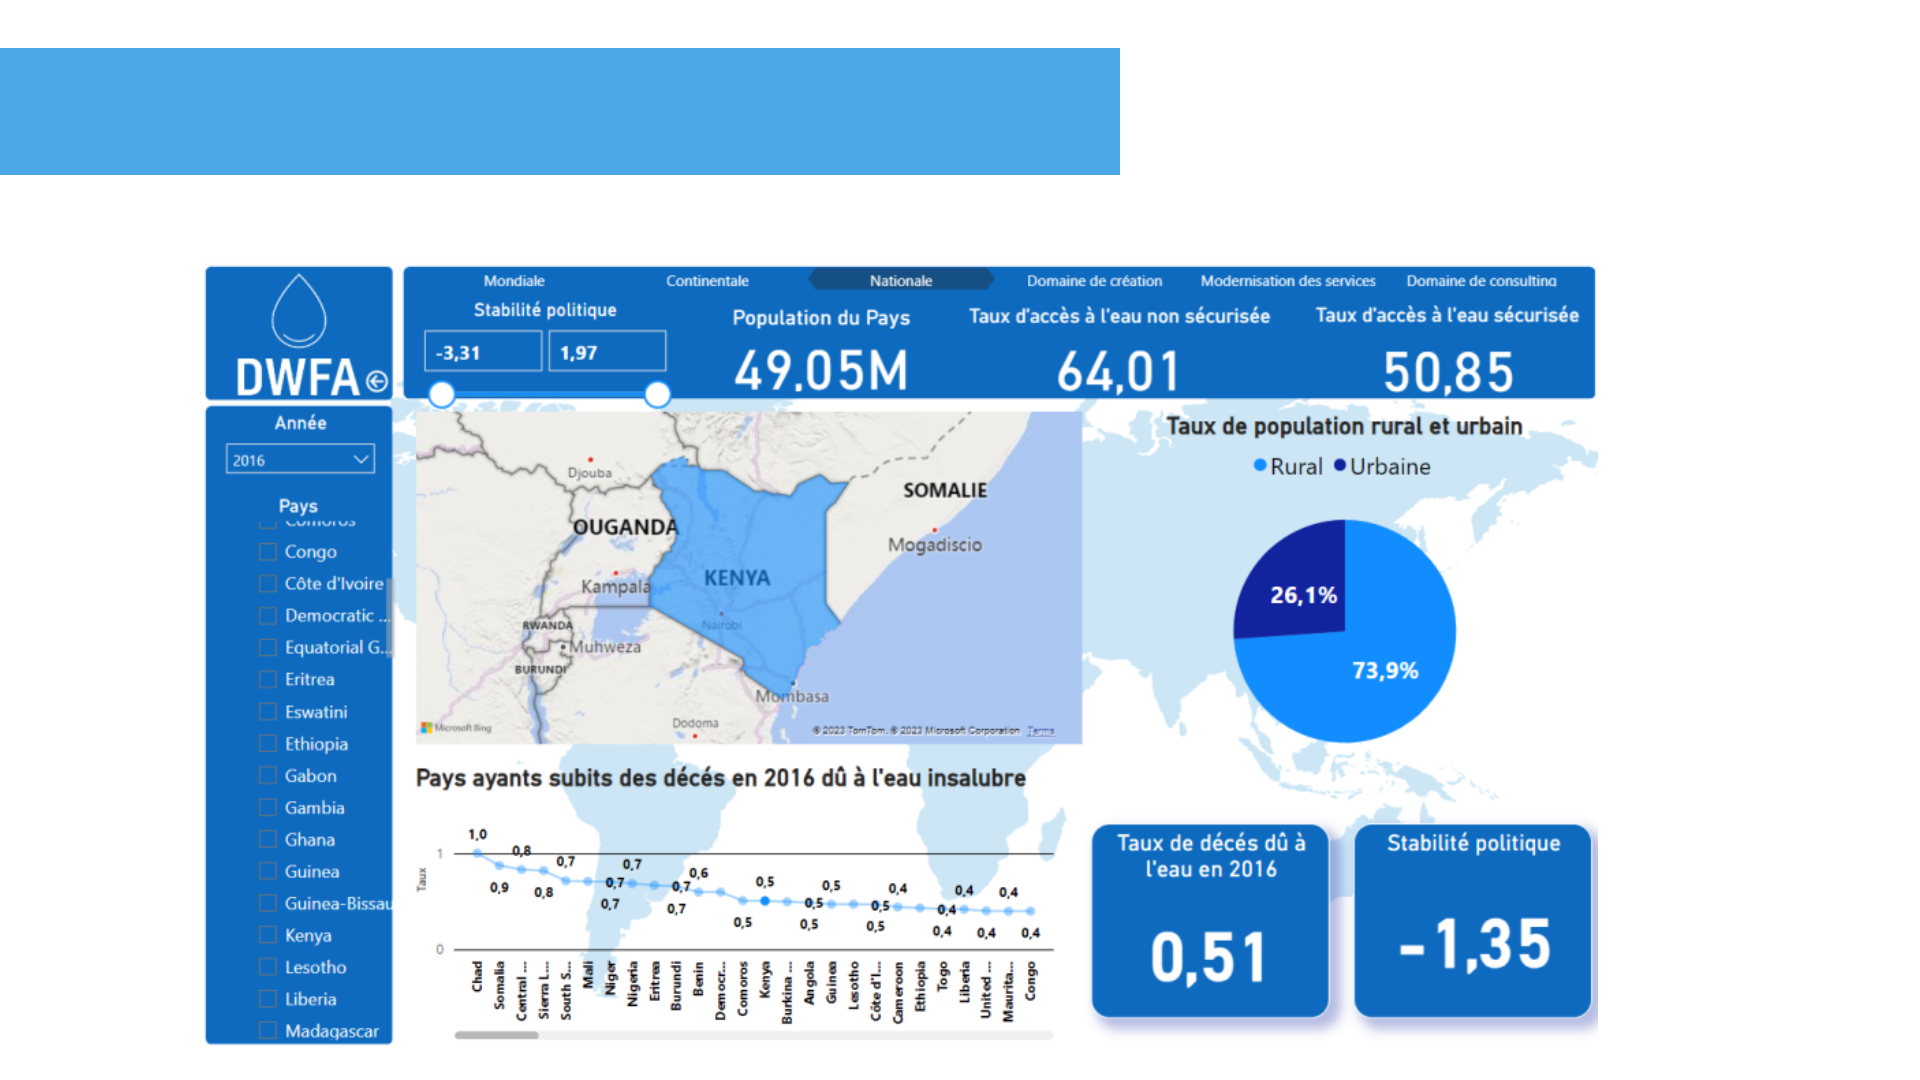 DWFA
Mondiale
Continentale
Nationale
Domaine de création
Modernisation des services
Domaine de consulting
Stabilité politique
-3,31
1,97
Population du Pays
49,05M
Taux d'accès à l'eau non sécurisée
64,01
Taux d'accès à l'eau sécurisée
50,85
Année
2016
Pays
Comoros
Congo
Côte d'Ivoire
Democratic ...
Equatorial G...
Eritrea
Eswatini
Ethiopia
Gabon
Gambia
Ghana
Guinea
Guinea-Bissau
Kenya
Lesotho
Liberia
Madagascar
Djouba
SOMALIE
OUGANDA
Mogadiscio
KENYA
Kampala
Nairobi
RWANDA
Muhweza
BURUNDI
Mombasa
Dodoma
Microsoft Bing
© 2023 TomTom, © 2023 Microsoft Corporation Terms
Taux de population rural et urbain
Rural Urbaine
26,1%
73,9%
Pays ayants subits des décés en 2016 dû à l'eau insalubre
Taux
1
0
1,0
0,9
0,8
0,8
0,7
0,7
0,7
0,7
0,7
0,7
0,6
0,5
0,5
0,5
0,5
0,5
0,5
0,5
0,4
0,4
0,4
0,4
0,4
0,4
0,4
Chad
Somalia
Central ...
Sierra L...
South S...
Mali
Niger
Nigeria
Eritrea
Burundi
Benin
Democr...
Comoros
Kenya
Burkina ...
Angola
Guinea
Lesotho
Côte d'I...
Cameroon
Ethiopia
Togo
Liberia
United ...
Maurita...
Congo
Taux de décés dû à
l'eau en 2016
0,51
Stabilité politique
-1,35